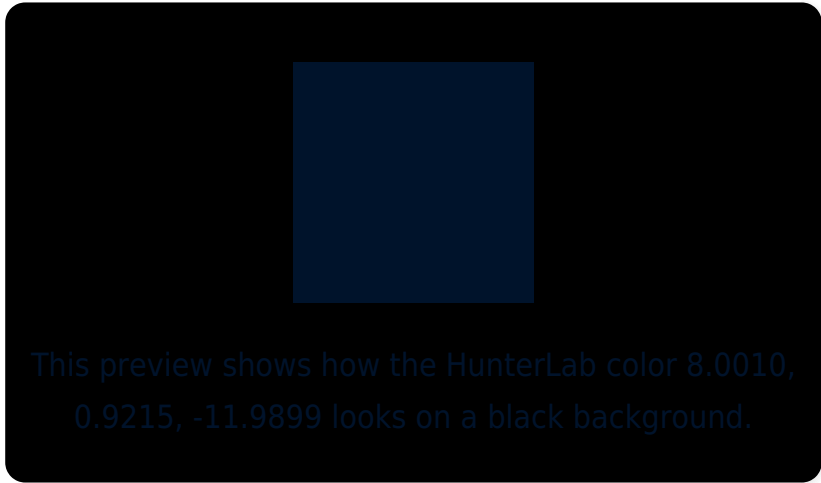 This preview shows how the HunterLab color 8.0010,
0.9215, -11.9899 looks on a black background.